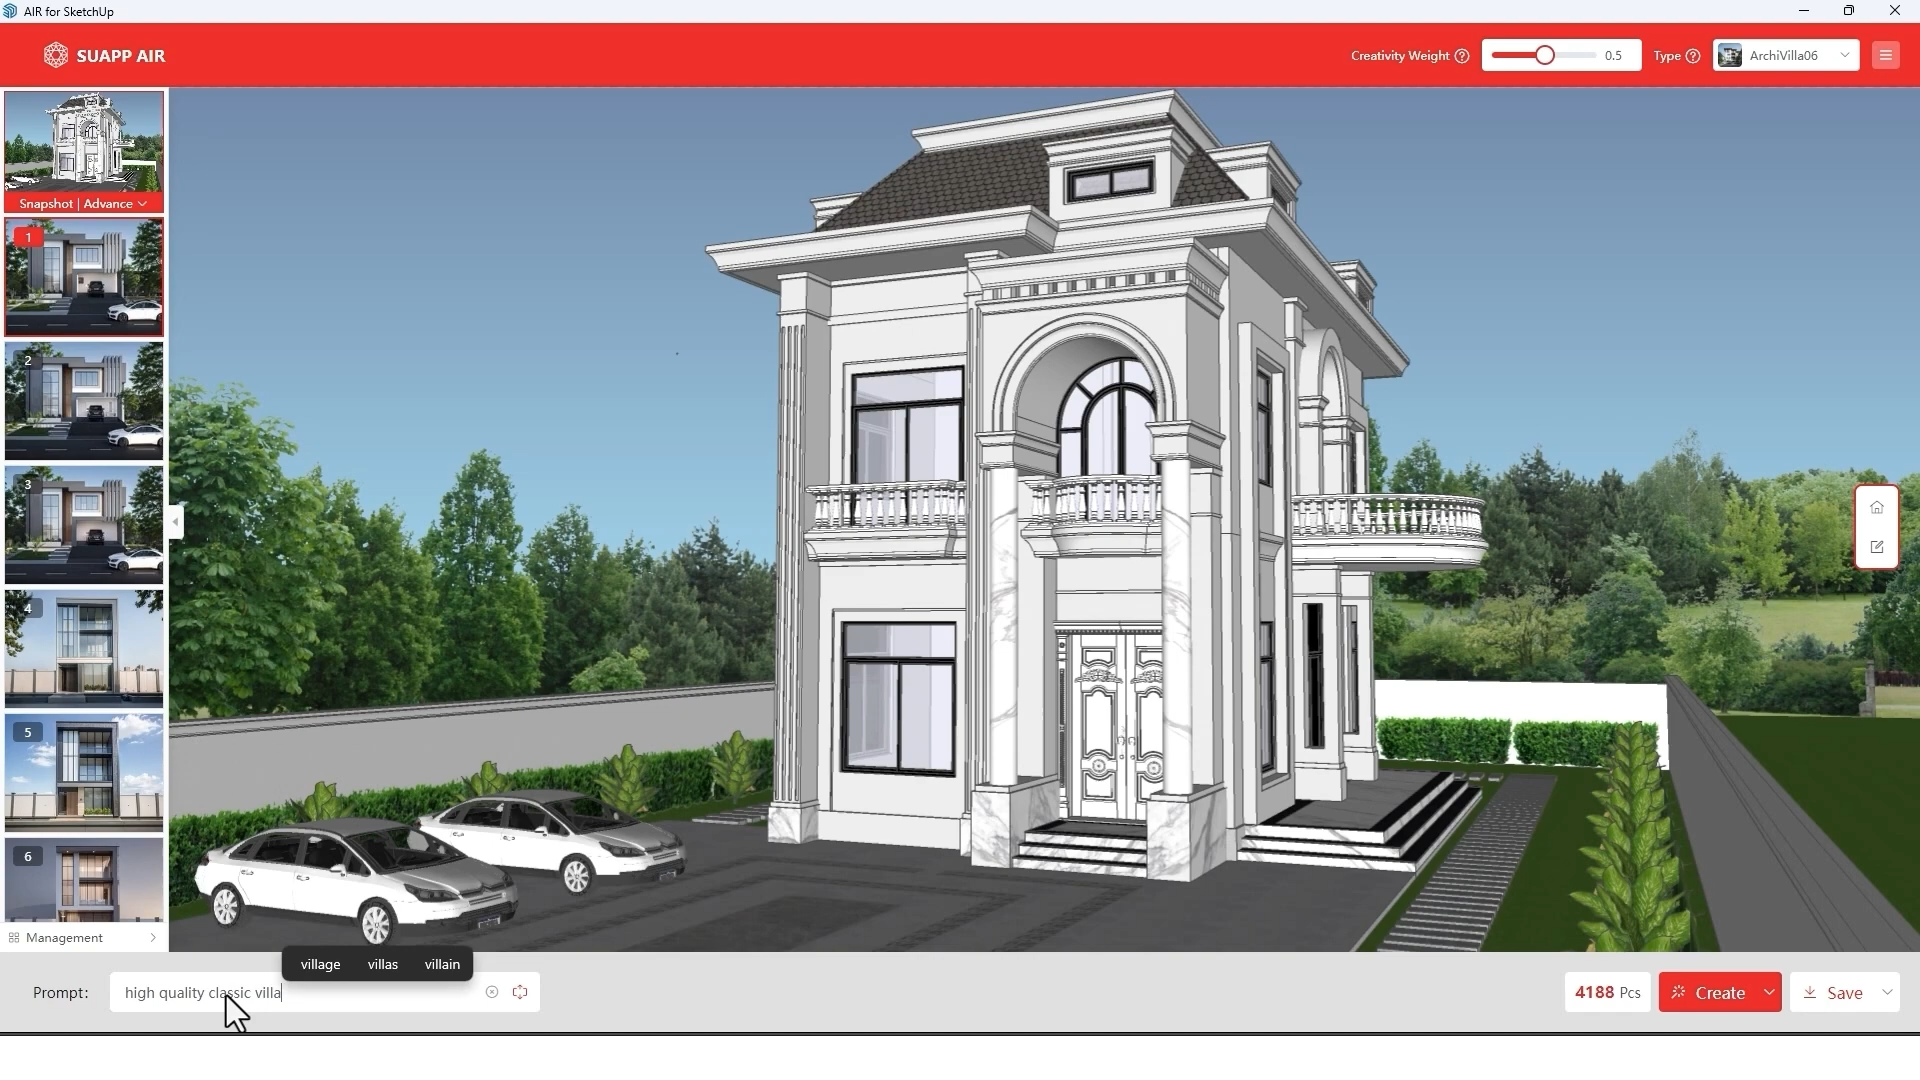 AIR for SketchUp
SUAPP AIR
Creativity Weight
0.5
Type
ArchiVilla06
Snapshot | Advance
1
2
3
4
5
6
Management
village villas villain
Prompt:
high quality classic villa
4188 Pcs
Create
Save